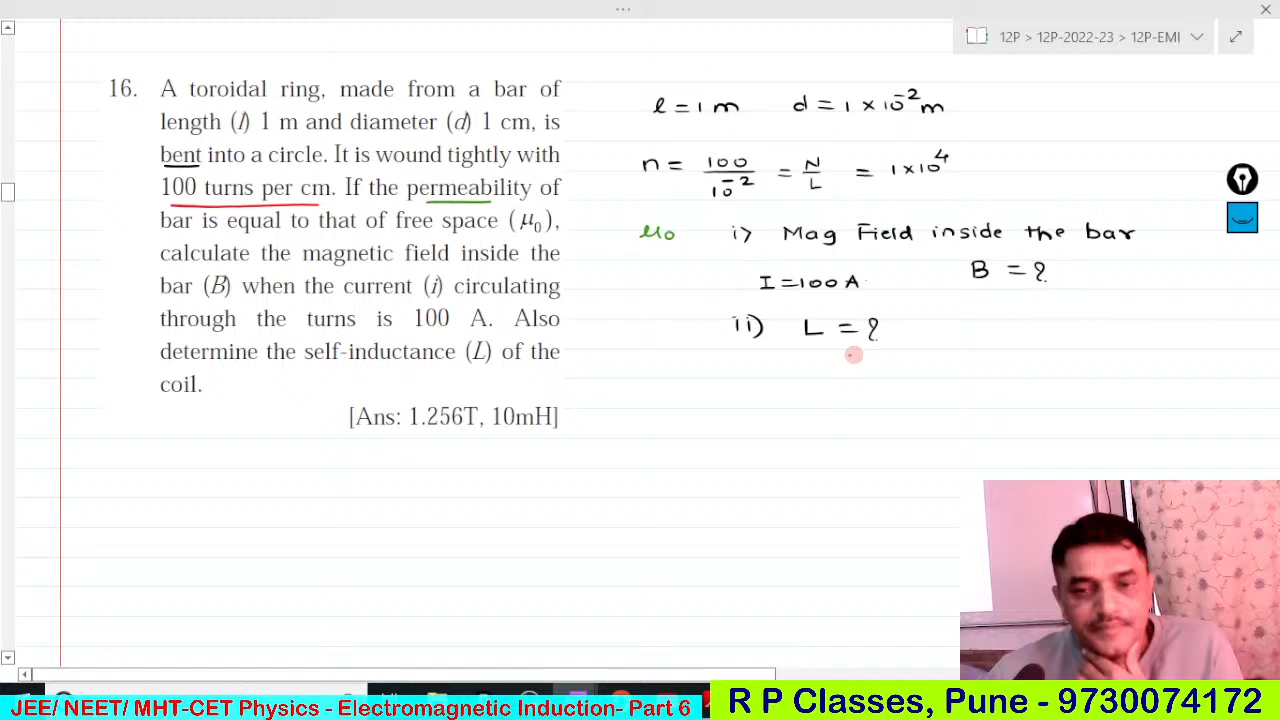 12P > 12P-2022-23 > 12P-EMI
16. A toroidal ring, made from a bar of
length (l) 1 m and diameter (d) 1 cm, is
bent into a circle. It is wound tightly with
100 turns per cm. If the permeability of
bar is equal to that of free space (μ₀),
calculate the magnetic field inside the
bar (B) when the current (i) circulating
through the turns is 100 A. Also
determine the self-inductance (L) of the
coil.
[Ans: 1.256T, 10mH]
l = 1 m d = 1 × 10⁻² m
n = 100/10⁻² = N/L = 1 × 10⁴
μ₀ i> Mag Field inside the bar
I = 100 A B = ?
ii) L = ?
JEE/ NEET/ MHT-CET Physics - Electromagnetic Induction- Part 6
R P Classes, Pune - 9730074172